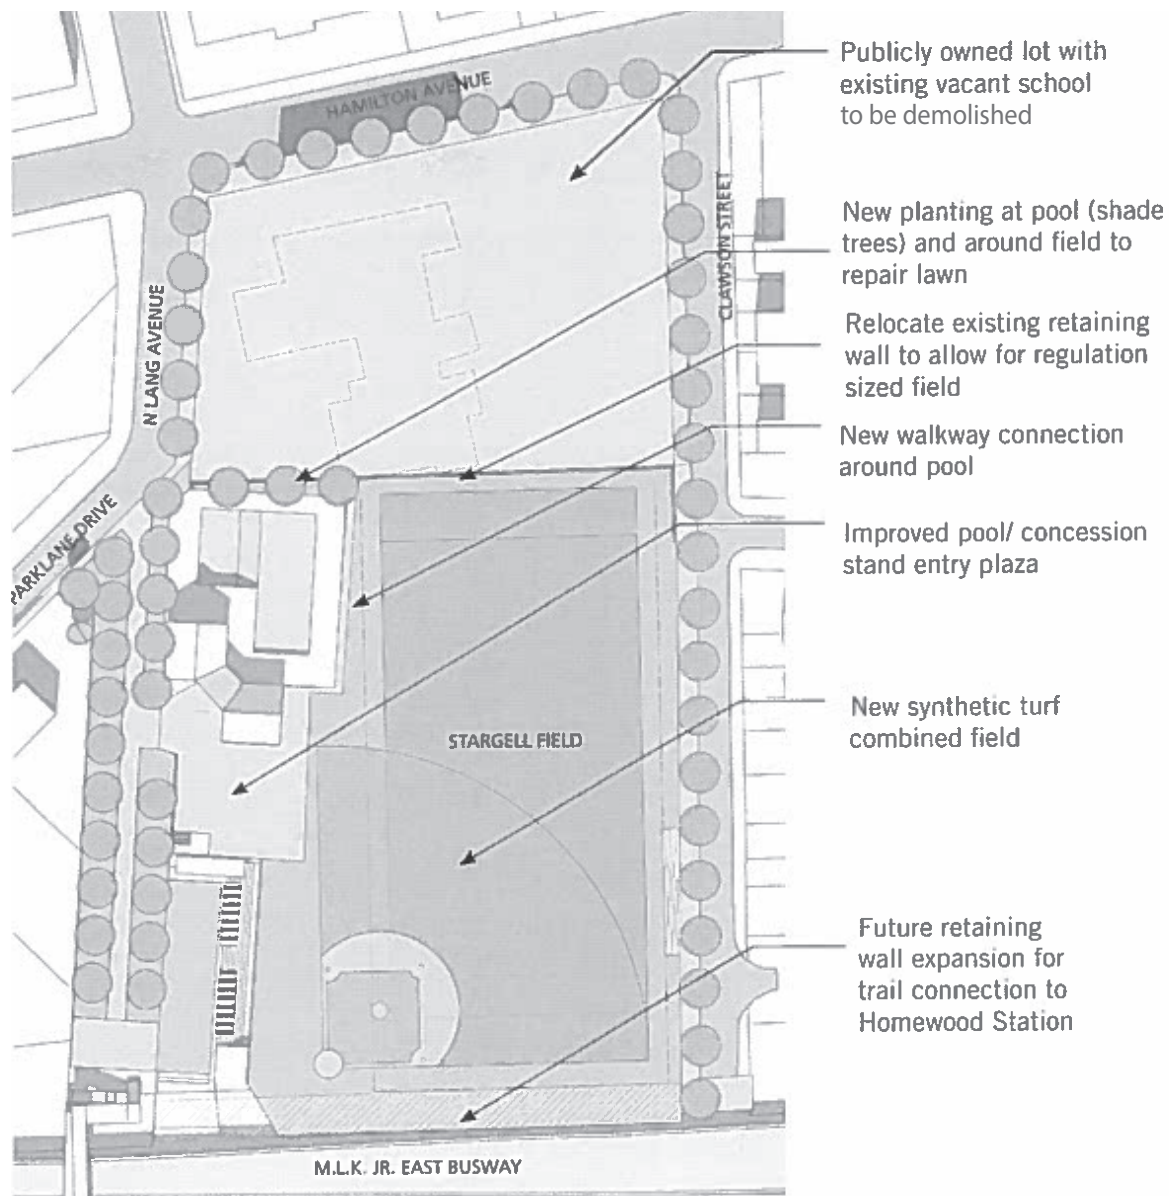 HAMILTON AVENUE
Publicly owned lot with
existing vacant school
to be demolished
CLAWSON STREET
New planting at pool (shade
trees) and around field to
repair lawn
N LANG AVENUE
Relocate existing retaining
wall to allow for regulation
sized field
New walkway connection
around pool
PARKLANE DRIVE
Improved pool/ concession
stand entry plaza
STARGELL FIELD
New synthetic turf
combined field
Future retaining
wall expansion for
trail connection to
Homewood Station
M.L.K. JR. EAST BUSWAY